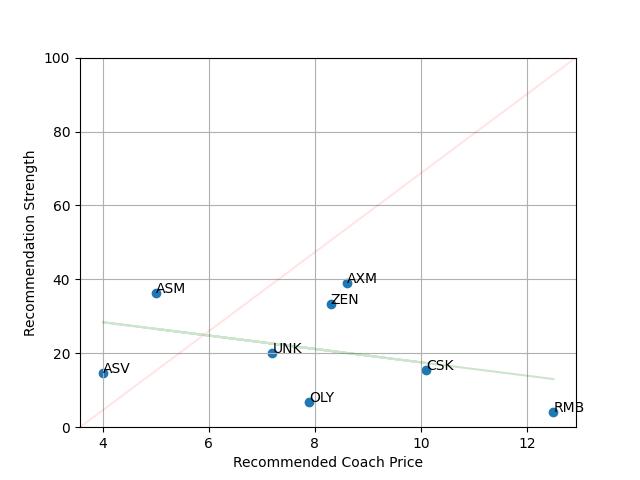 100
80
60
40
20
0
Recommendation Strength
ASM
AXM
ZEN
UNK
ASV
CSK
OLY
RMB
4 6 8 10 12
Recommended Coach Price